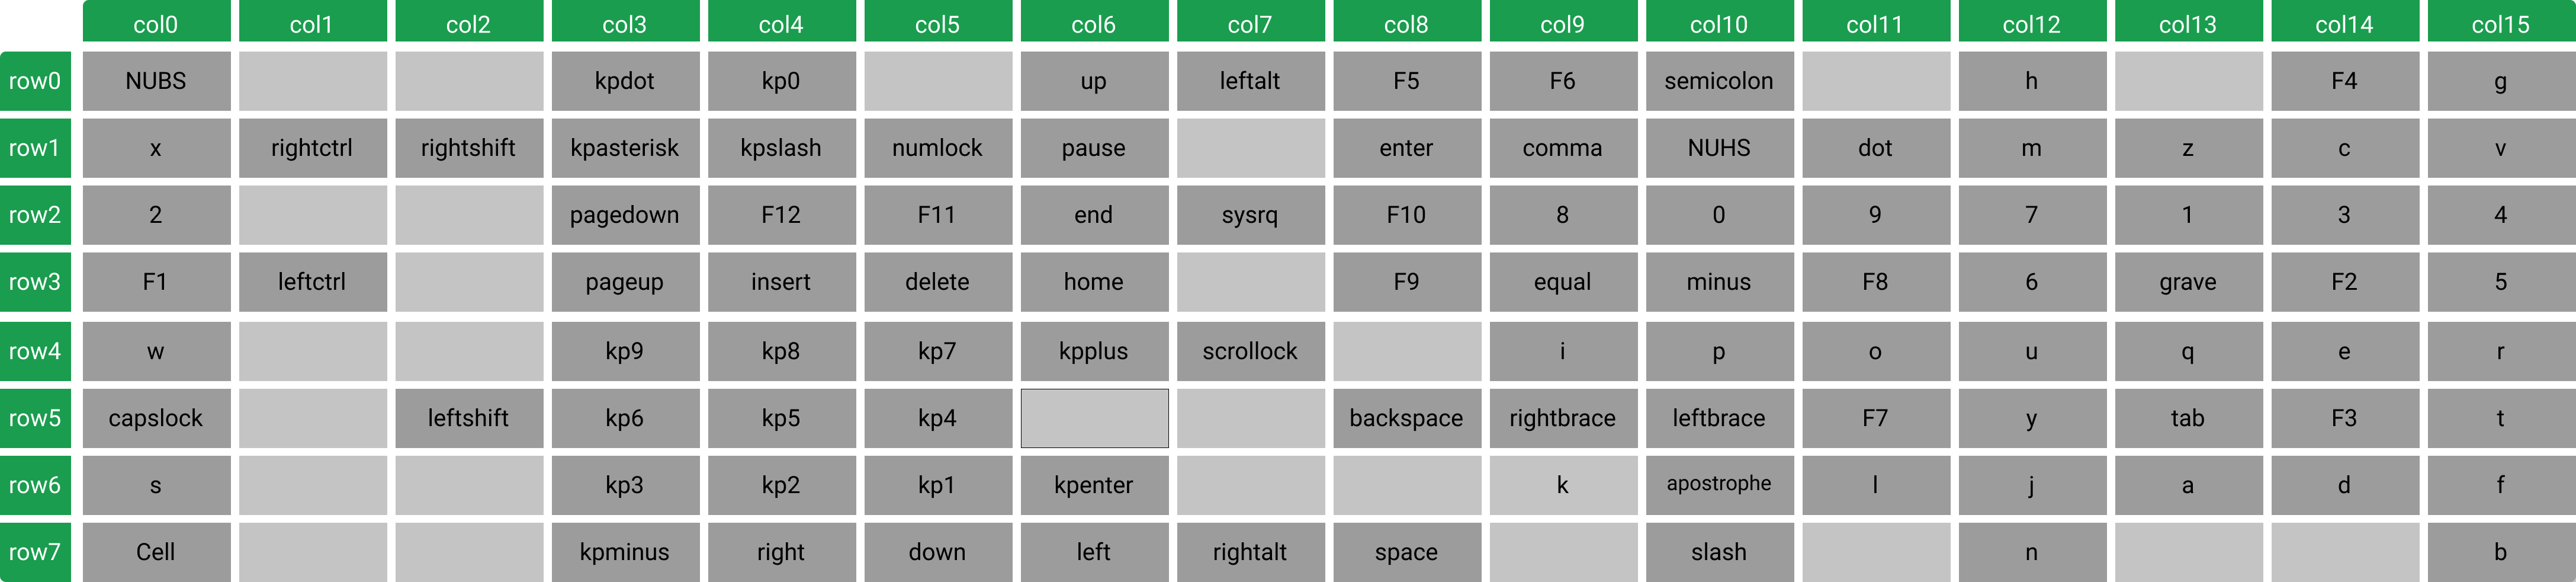 col0 col1 col2 col3 col4 col5 col6 col7 col8 col9 col10 col11 col12 col13 col14 col15
row0 NUBS kpdot kp0 up leftalt F5 F6 semicolon h F4 g
row1 x rightctrl rightshift kpasterisk kpslash numlock pause enter comma NUHS dot m z c v
row2 2 pagedown F12 F11 end sysrq F10 8 0 9 7 1 3 4
row3 F1 leftctrl pageup insert delete home F9 equal minus F8 6 grave F2 5
row4 w kp9 kp8 kp7 kpplus scrollock i p o u q e r
row5 capslock leftshift kp6 kp5 kp4 backspace rightbrace leftbrace F7 y tab F3 t
row6 s kp3 kp2 kp1 kpenter k apostrophe l j a d f
row7 Cell kpminus right down left rightalt space slash n b